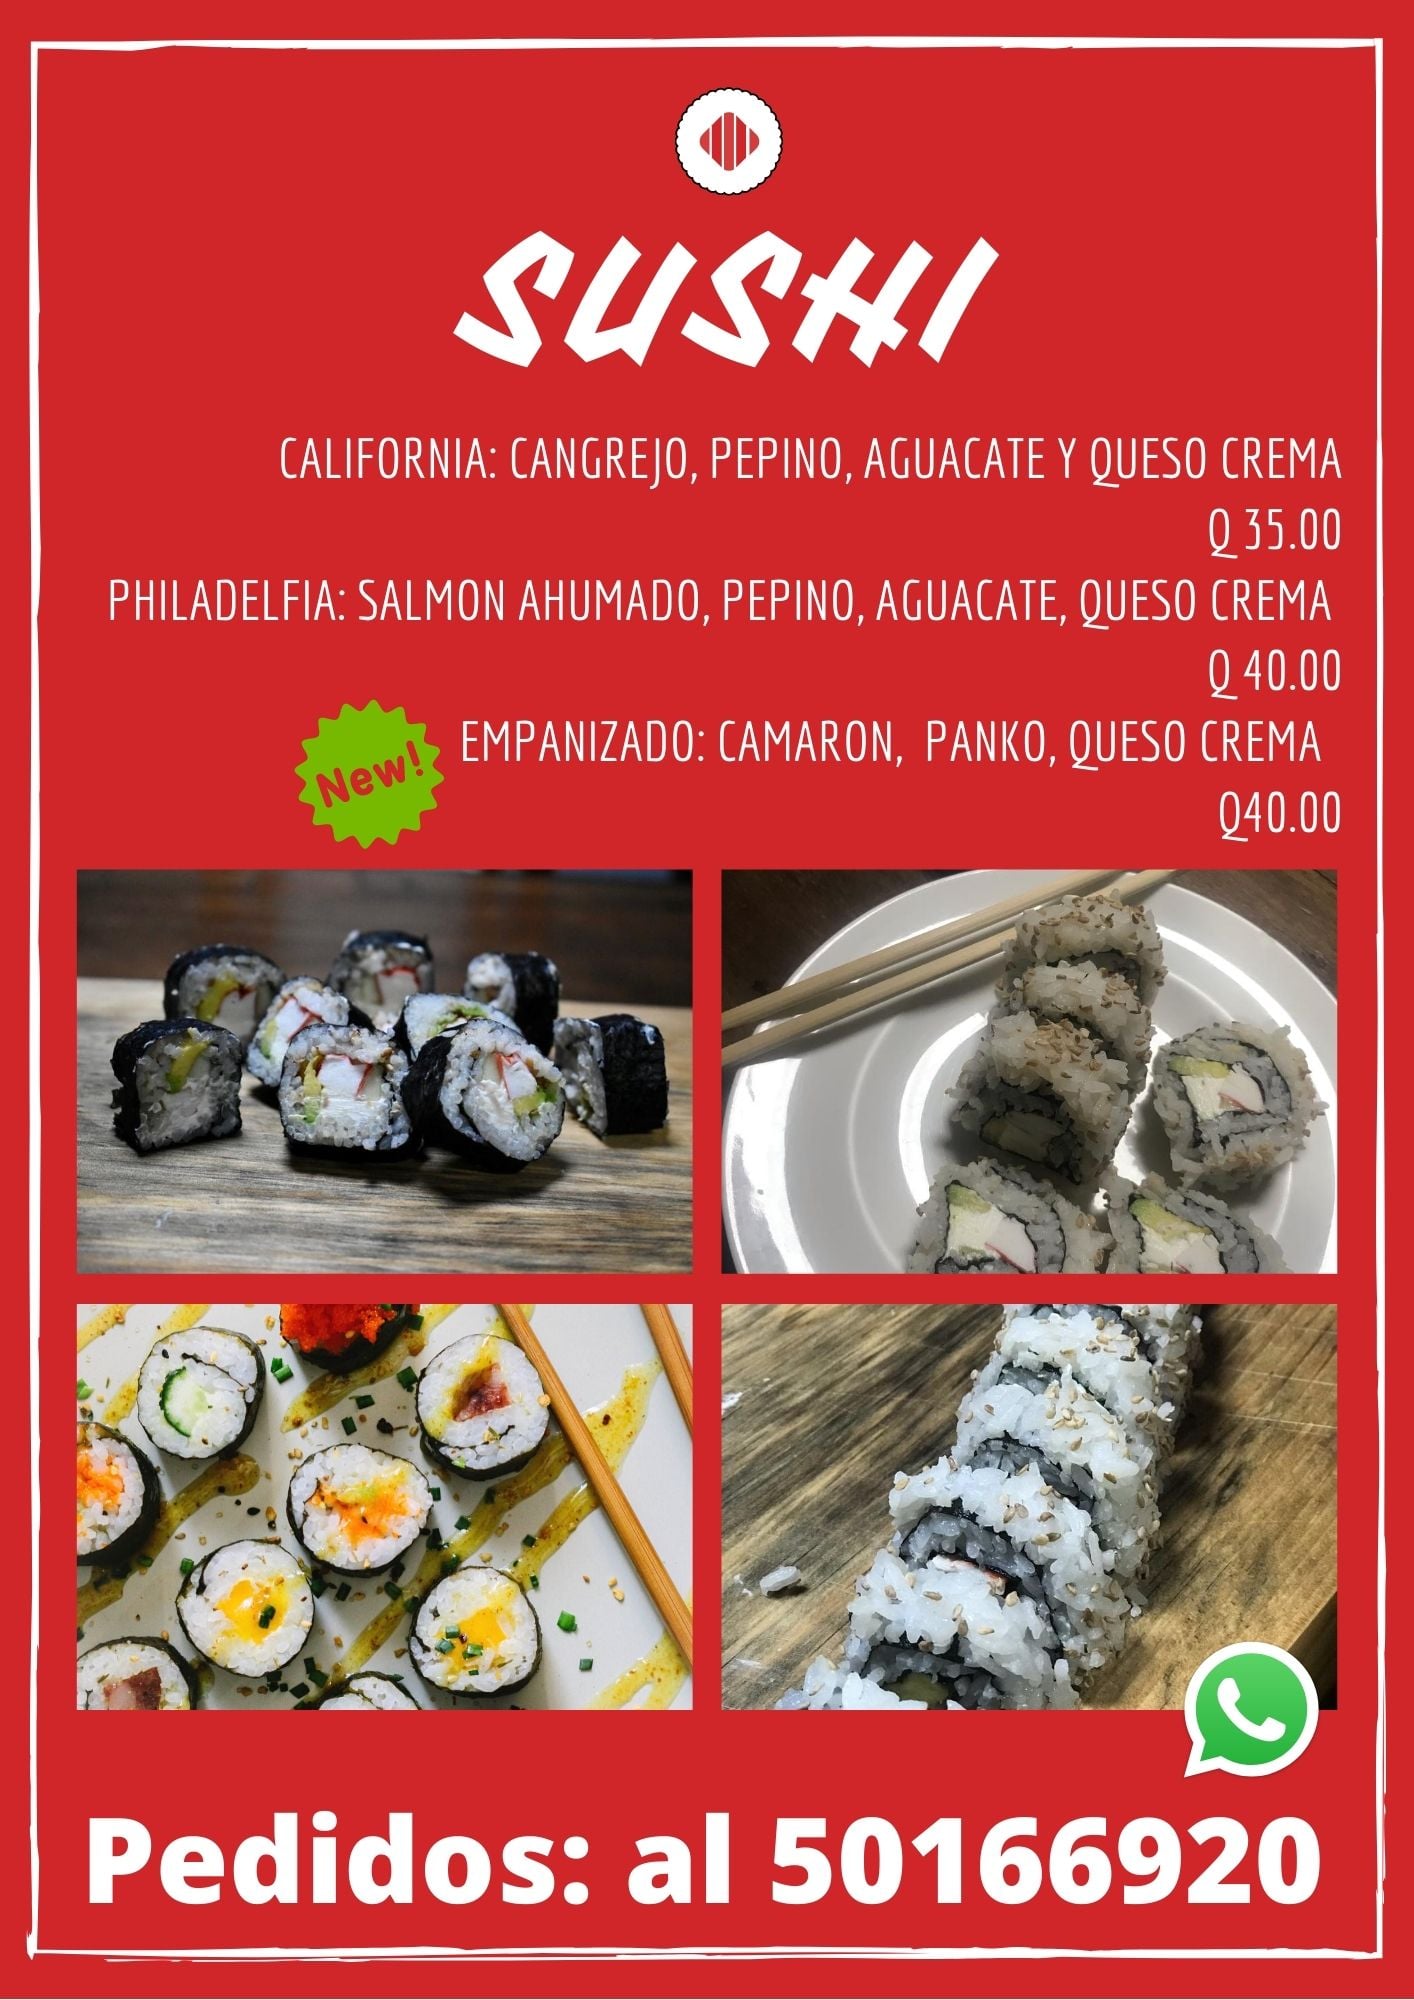 SUSHI
CALIFORNIA: CANGREJO, PEPINO, AGUACATE Y QUESO CREMA
Q 35.00
PHILADELFIA: SALMON AHUMADO, PEPINO, AGUACATE, QUESO CREMA
Q 40.00
New!
EMPANIZADO: CAMARON, PANKO, QUESO CREMA
Q40.00
Pedidos: al 50166920